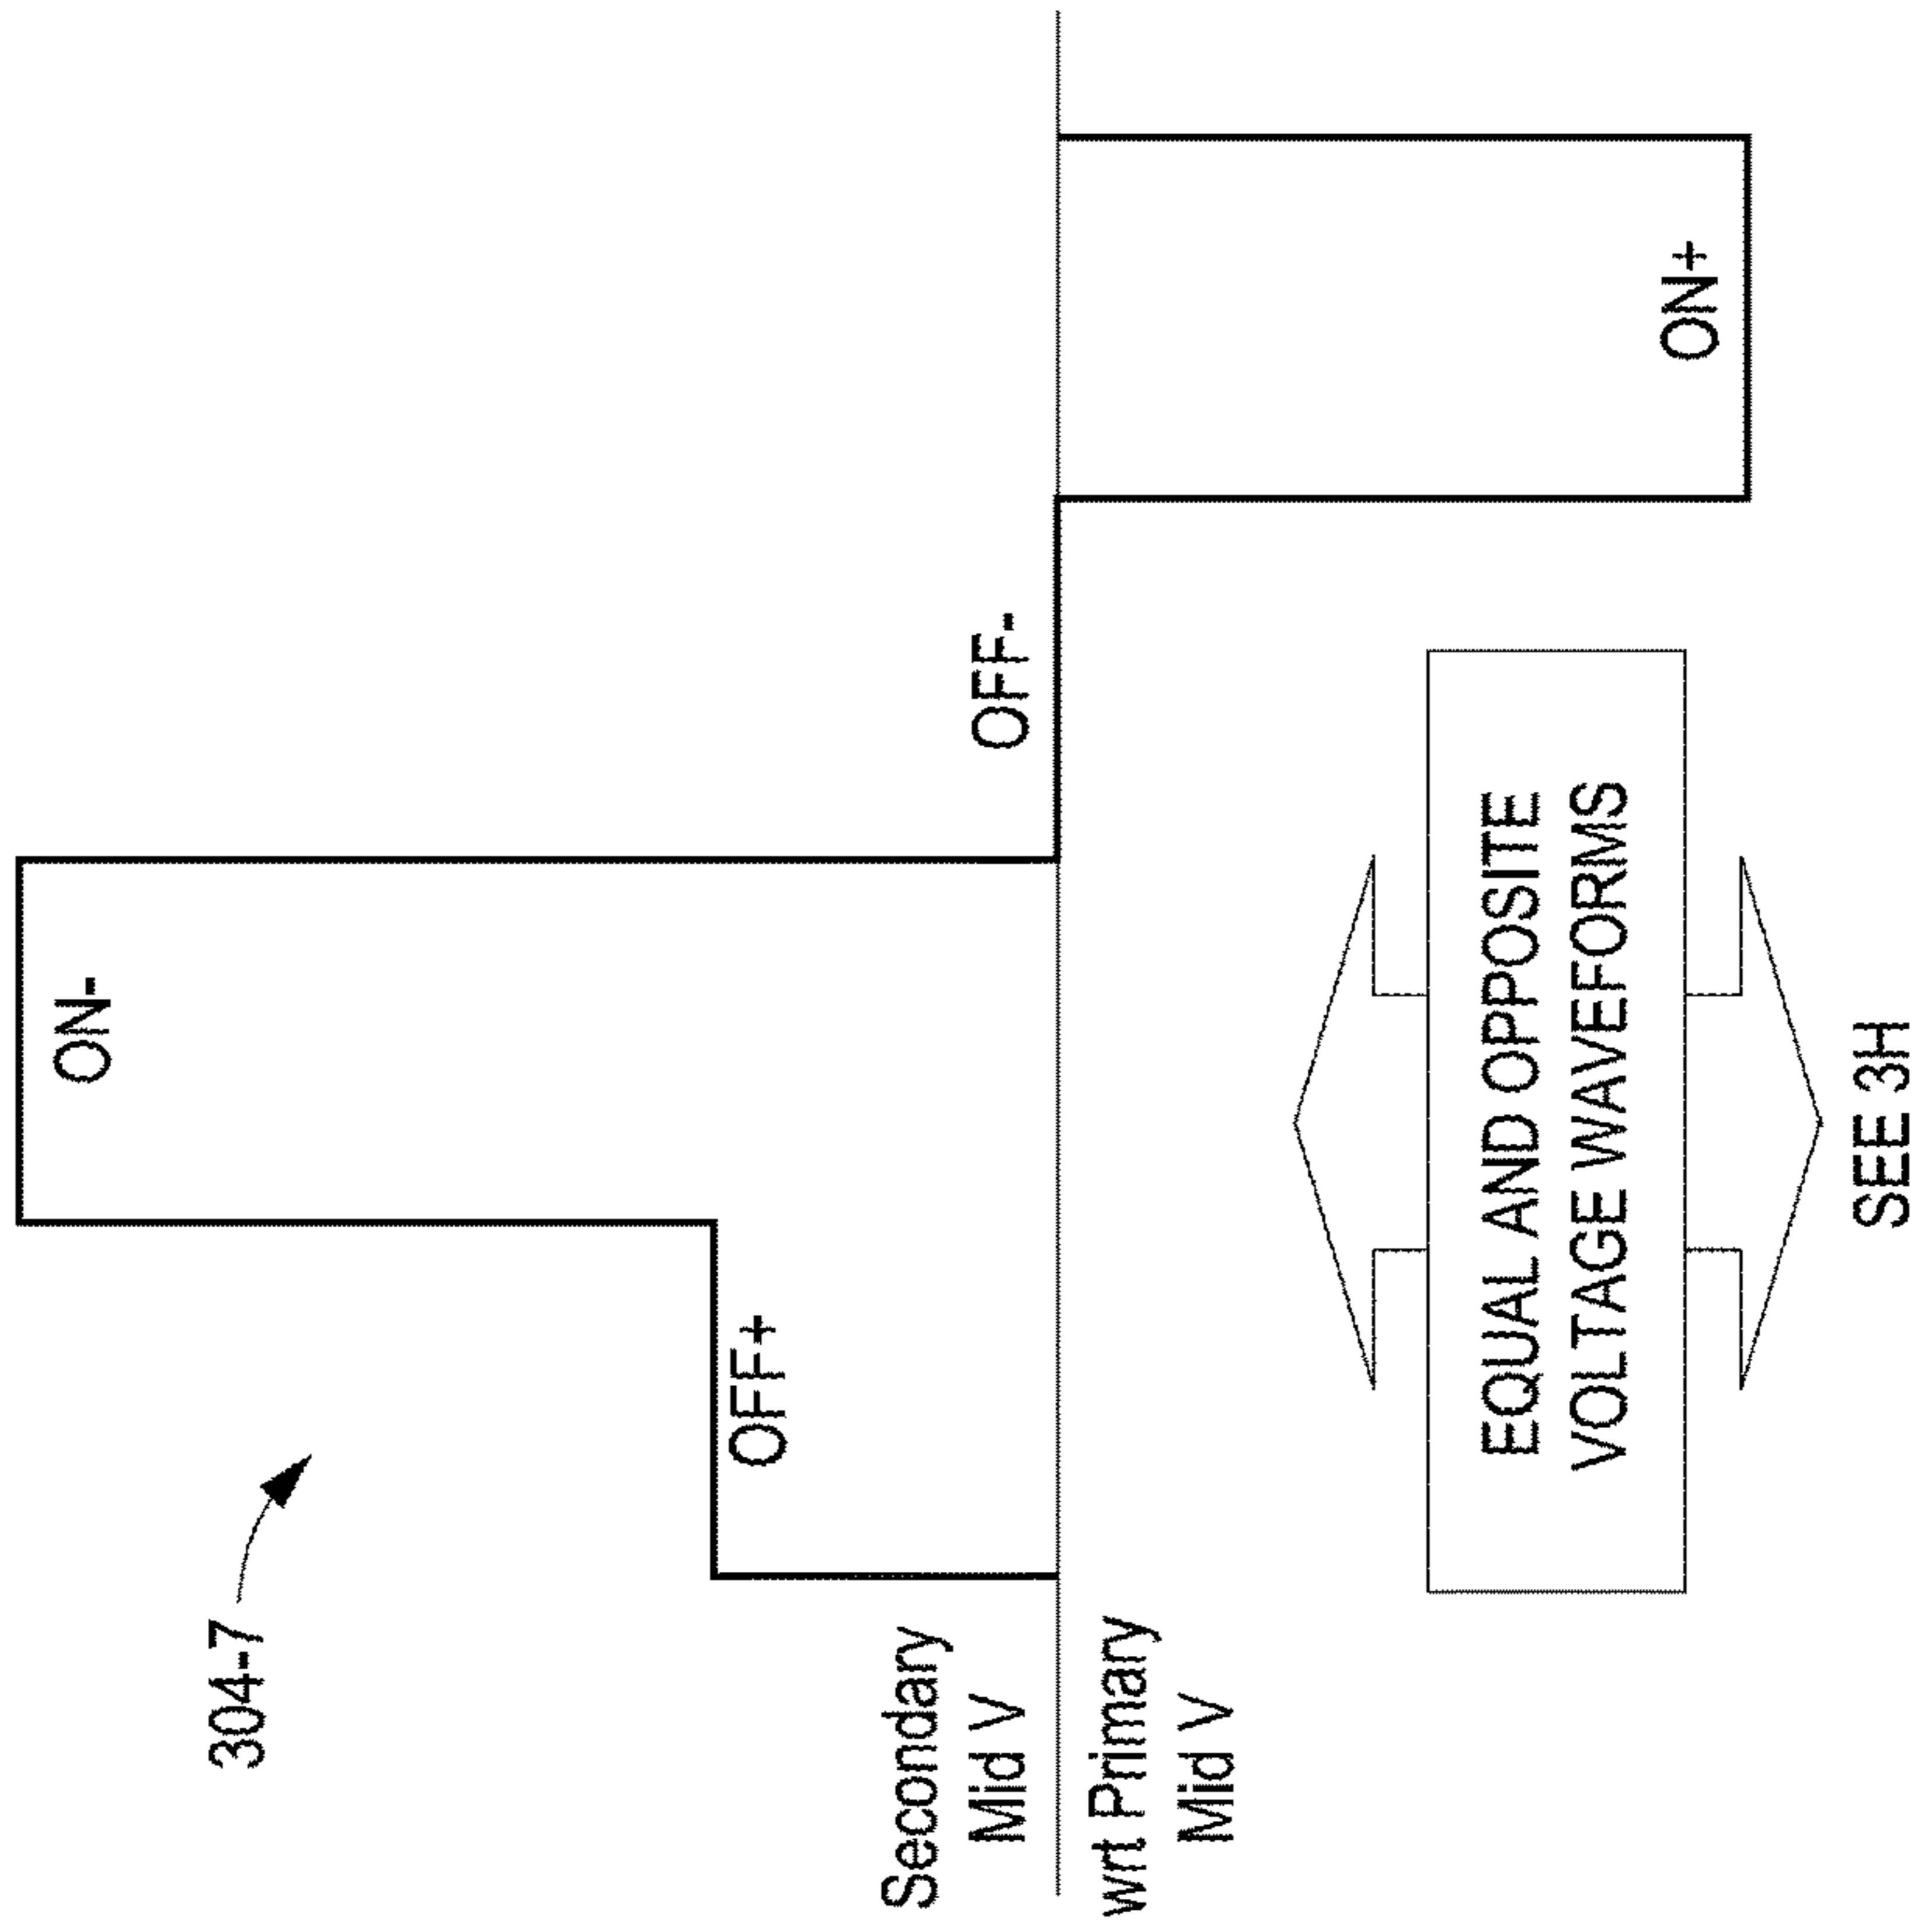 304-7
ON-
OFF+
OFF-
ON+
Secondary
Mid V
wrt Primary
Mid V
EQUAL AND OPPOSITE
VOLTAGE WAVEFORMS
SEE 3H